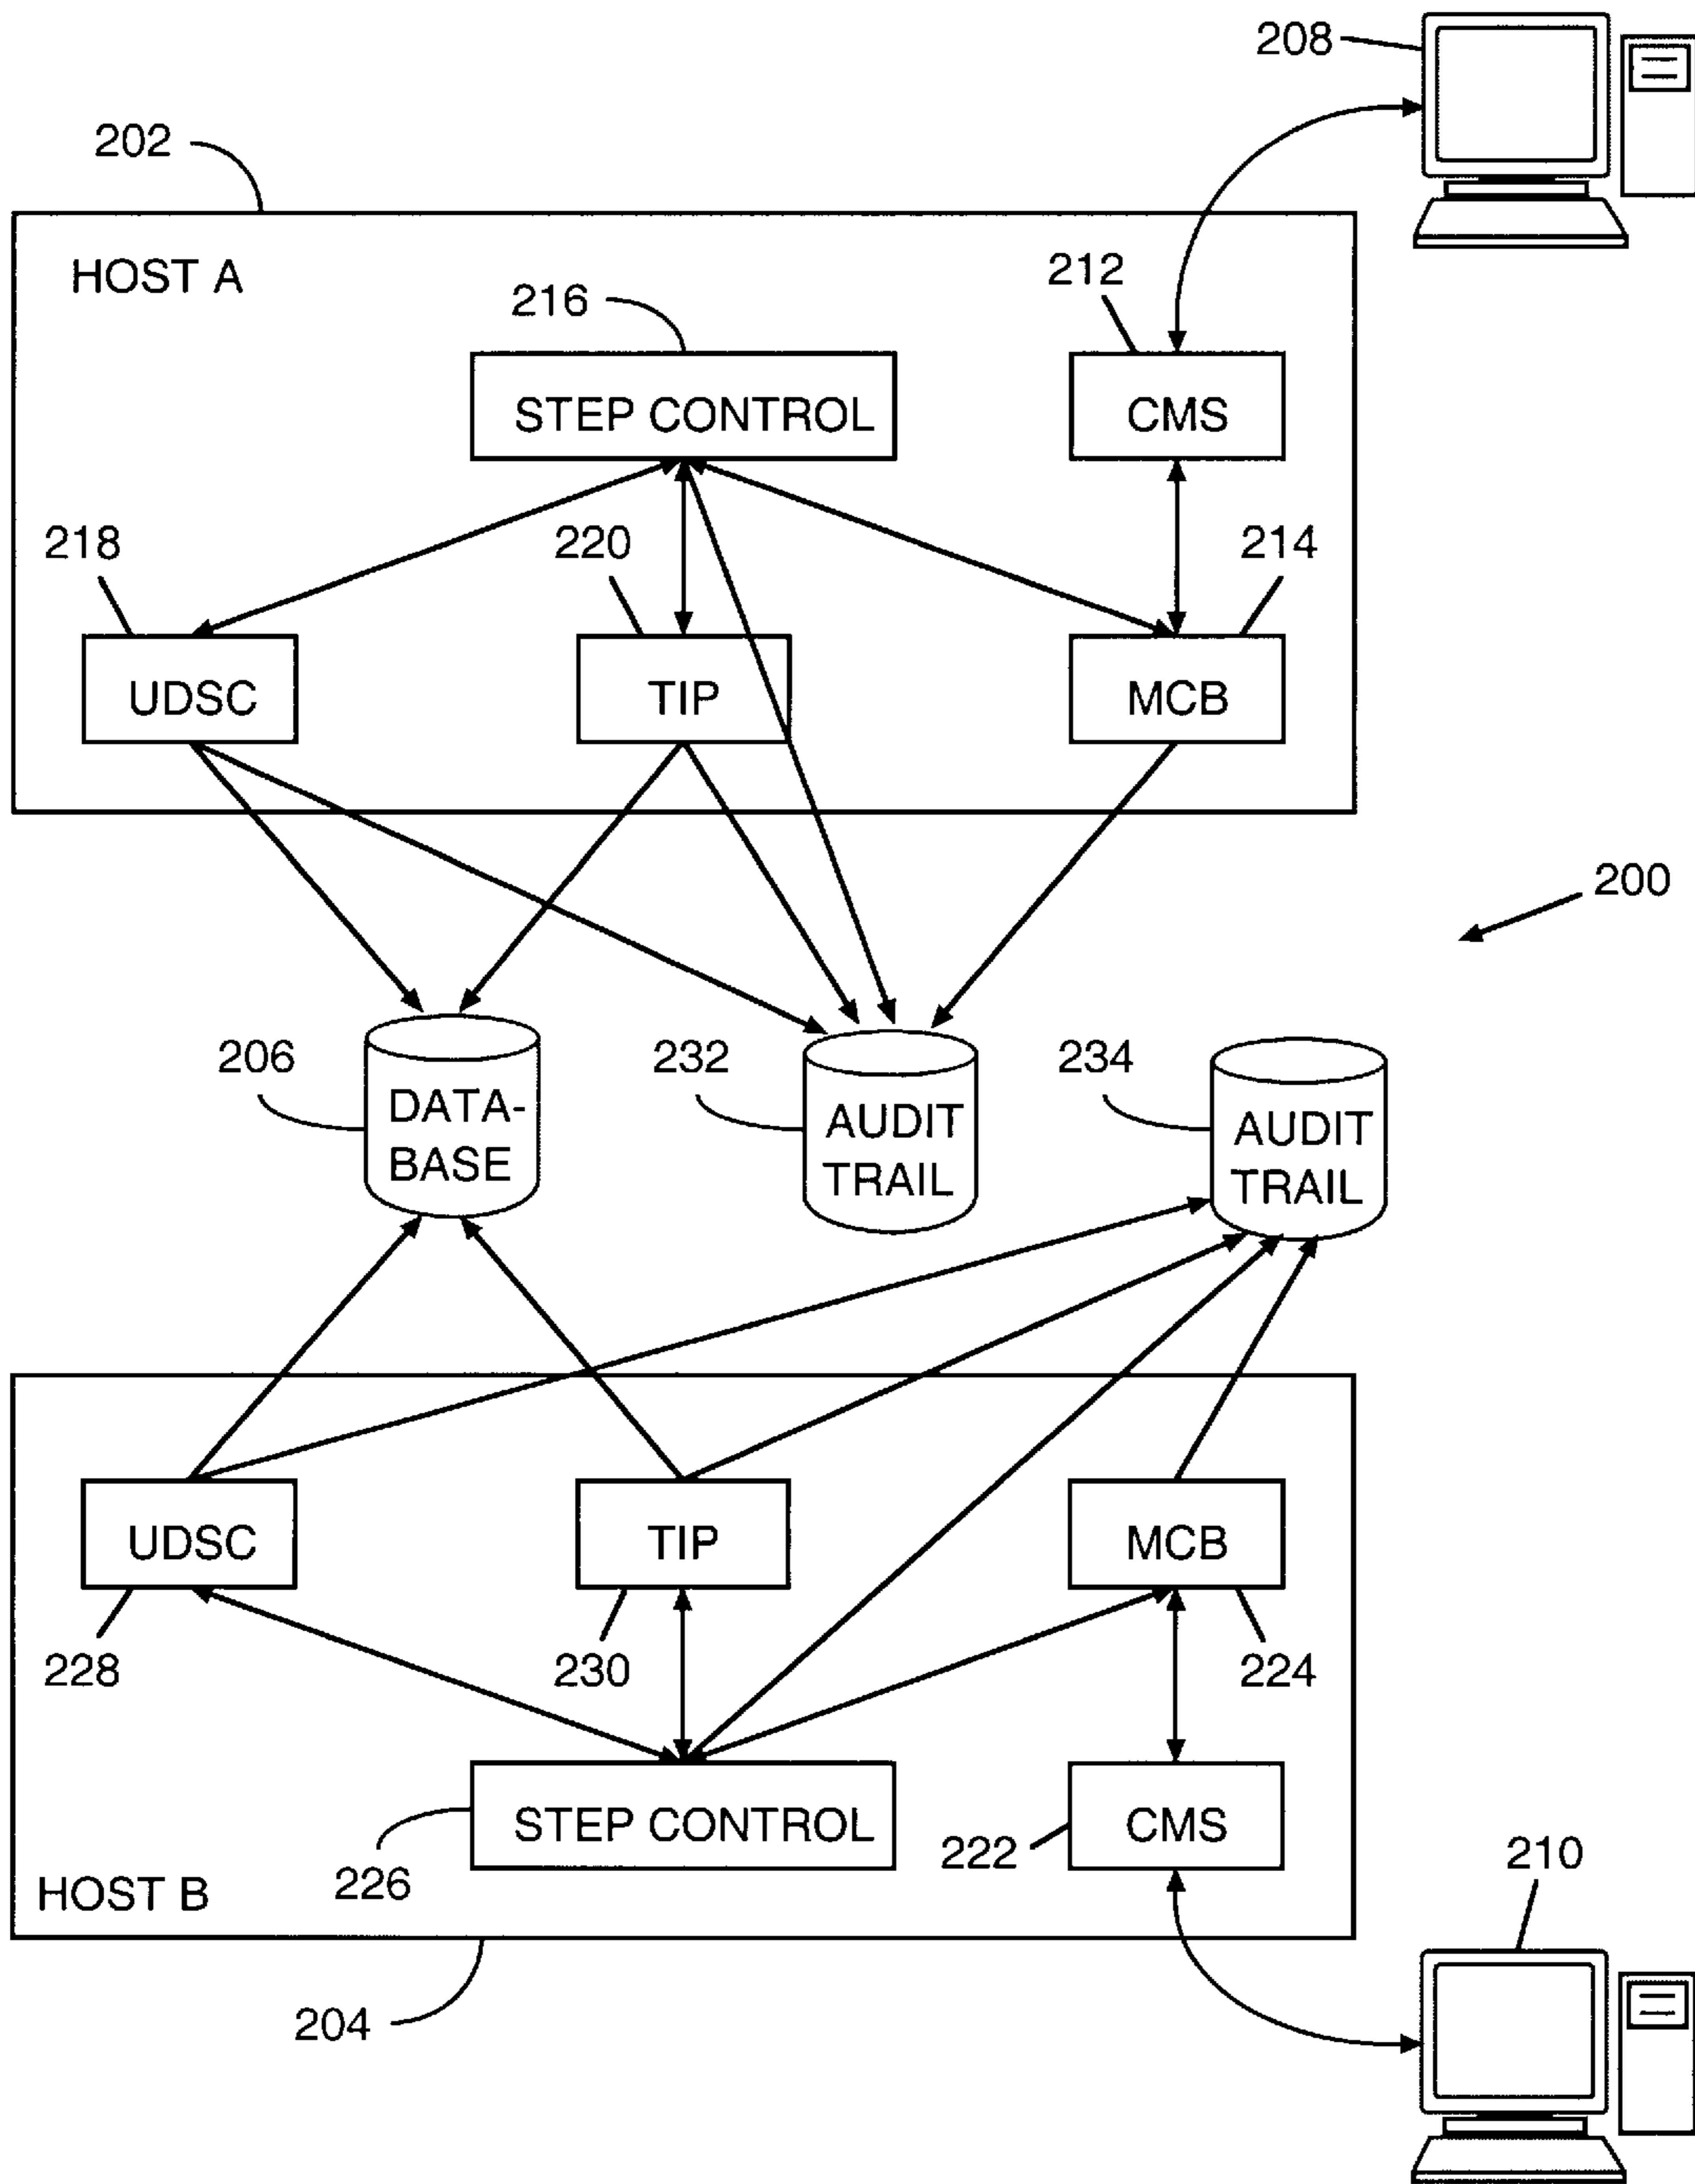 208
202
HOST A
212
216
STEP CONTROL
CMS
218
220
214
UDSC
TIP
MCB
200
206
232
234
DATA-
BASE
AUDIT
TRAIL
AUDIT
TRAIL
UDSC
TIP
MCB
228
230
224
STEP CONTROL
CMS
226
222
210
HOST B
204